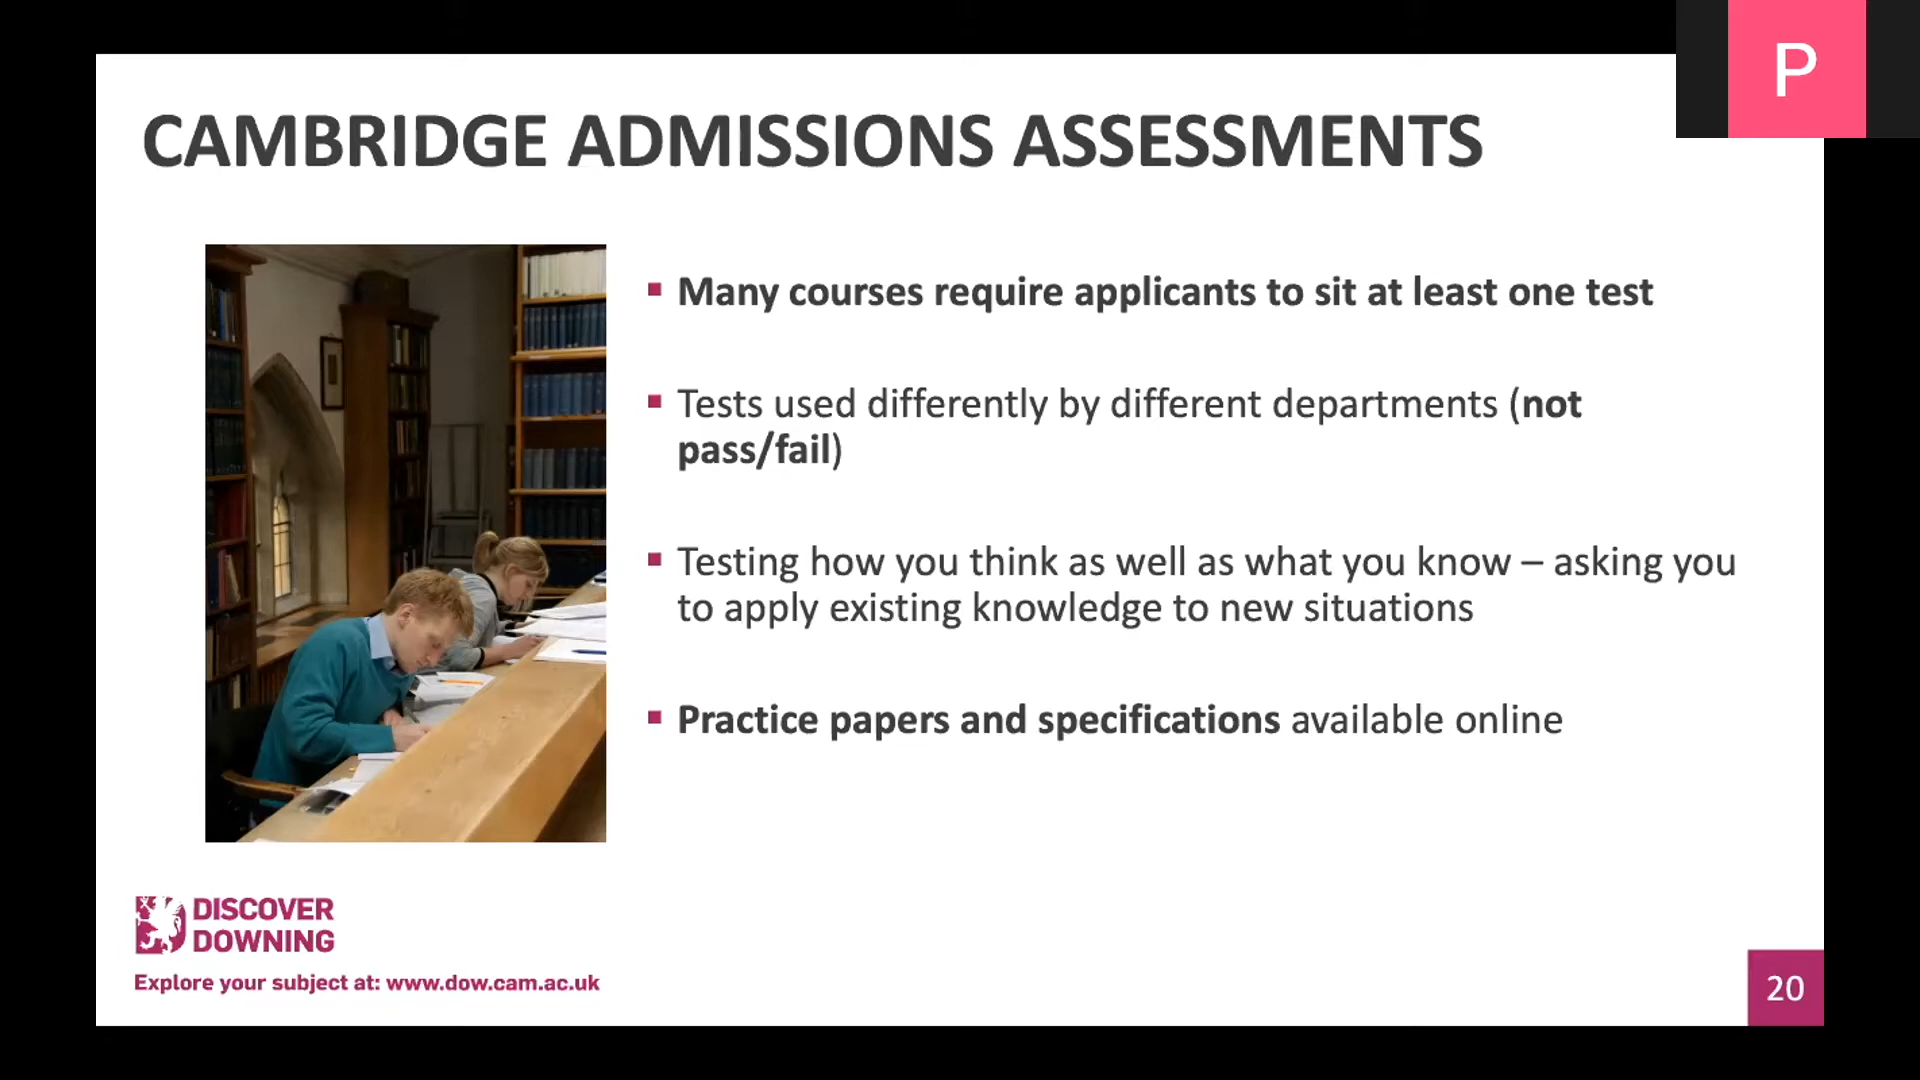 P
CAMBRIDGE ADMISSIONS ASSESSMENTS
▪ Many courses require applicants to sit at least one test
▪ Tests used differently by different departments (not
pass/fail)
▪ Testing how you think as well as what you know – asking you
to apply existing knowledge to new situations
▪ Practice papers and specifications available online
DISCOVER
DOWNING
Explore your subject at: www.dow.cam.ac.uk
20